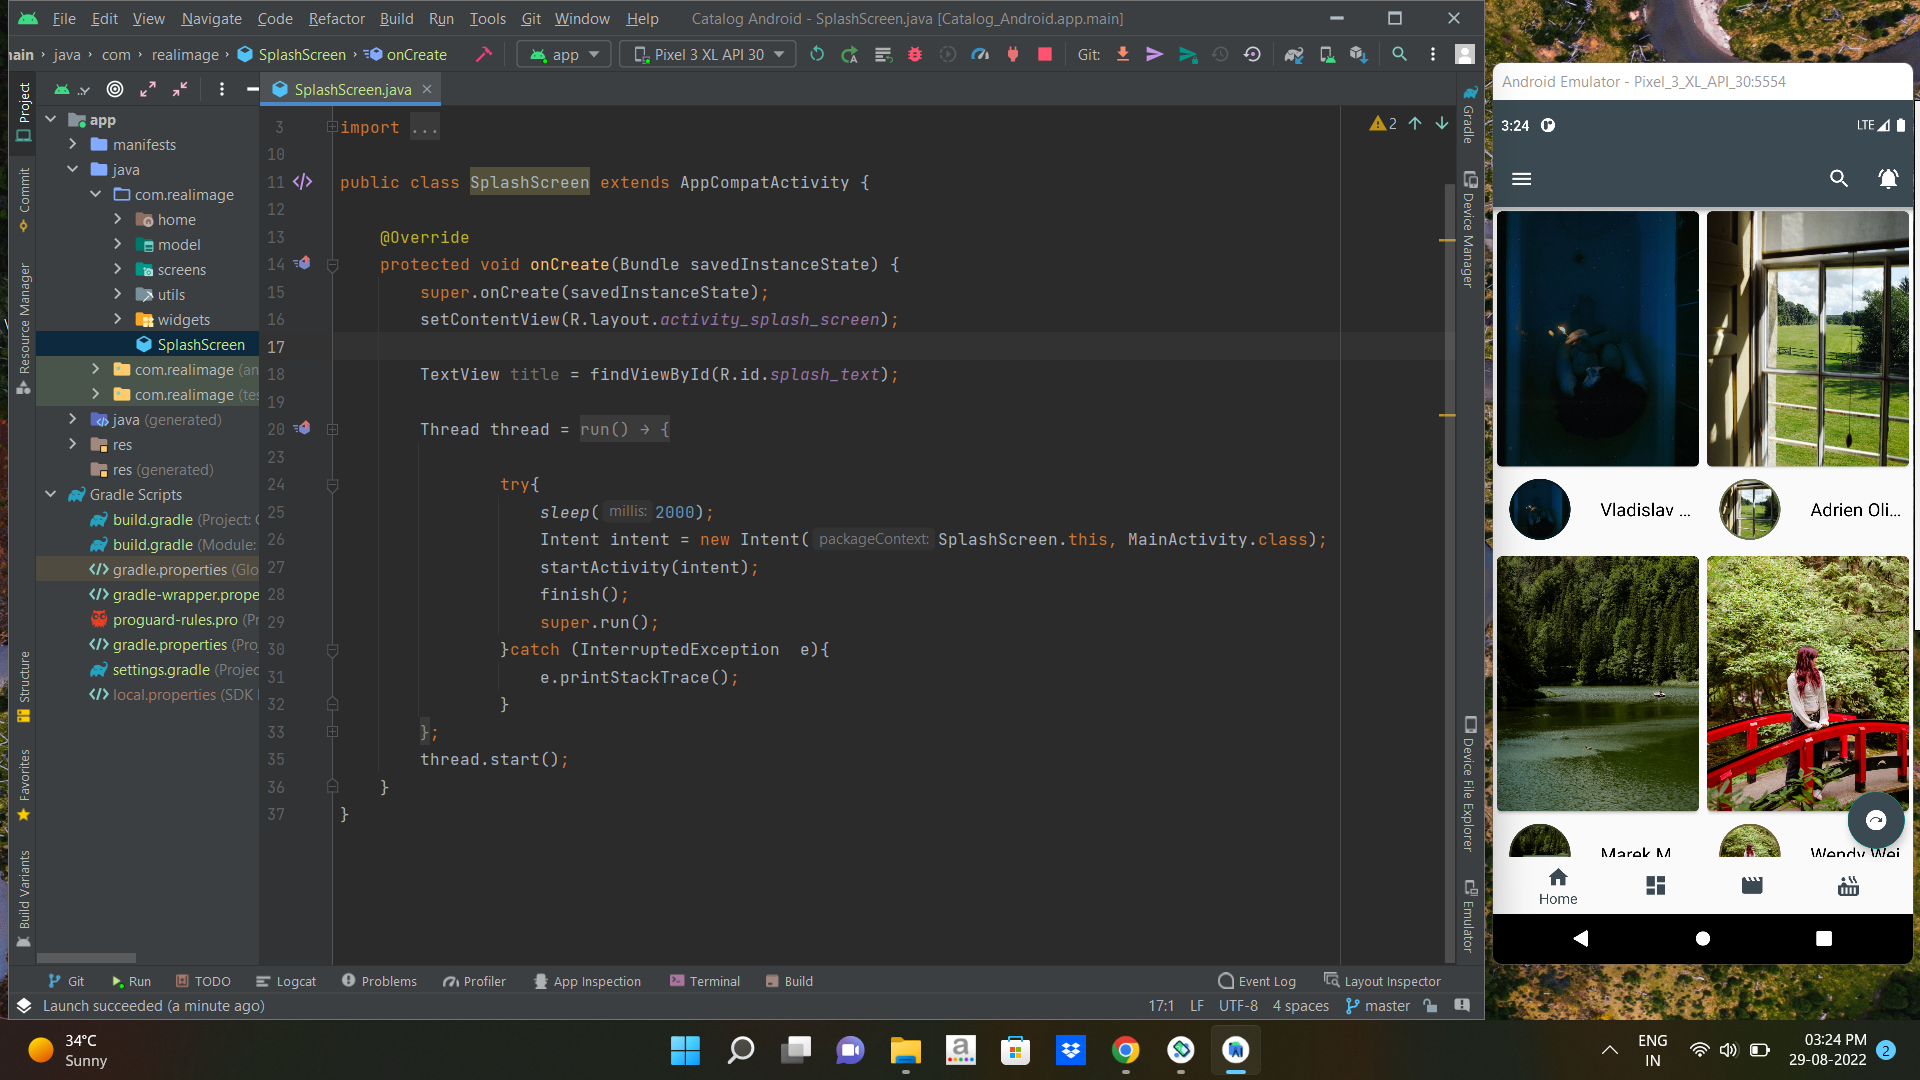 File Edit View Navigate Code Refactor Build Run Tools Git Window Help Catalog Android - SplashScreen.java [Catalog_Android.app.main]
java com realimage SplashScreen onCreate app Pixel 3 XL API 30 Git:
SplashScreen.java
Project
Commit
Resource Manager
Structure
Favorites
Build Variants
app
manifests
java
com.realimage
home
model
screens
utils
widgets
SplashScreen
com.realimage (an
com.realimage (tes
java (generated)
res
res (generated)
Gradle Scripts
build.gradle (Project: C
build.gradle (Module:
gradle.properties (Glo
gradle-wrapper.prope
proguard-rules.pro (Pr
gradle.properties (Proj
settings.gradle (Projec
local.properties (SDK
3 import ...
10
11 public class SplashScreen extends AppCompatActivity {
12
13 @Override
14 protected void onCreate(Bundle savedInstanceState) {
15 super.onCreate(savedInstanceState);
16 setContentView(R.layout.activity_splash_screen);
17
18 TextView title = findViewById(R.id.splash_text);
19
20 Thread thread = run() → {
23
24 try{
25 sleep( millis: 2000);
26 Intent intent = new Intent( packageContext: SplashScreen.this, MainActivity.class);
27 startActivity(intent);
28 finish();
29 super.run();
30 }catch (InterruptedException  e){
31 e.printStackTrace();
32 }
33 };
35 thread.start();
36 }
37 }
2
Gradle
Device Manager
Device File Explorer
Emulator
Git Run TODO Logcat Problems Profiler App Inspection Terminal Build Event Log Layout Inspector
Launch succeeded (a minute ago) 17:1 LF UTF-8 4 spaces master
Android Emulator - Pixel_3_XL_API_30:5554
3:24 LTE
Vladislav ... Adrien Oli...
Marek M Wendy Wei
Home
34°C
Sunny
a
ENG
IN
03:24 PM
29-08-2022
2